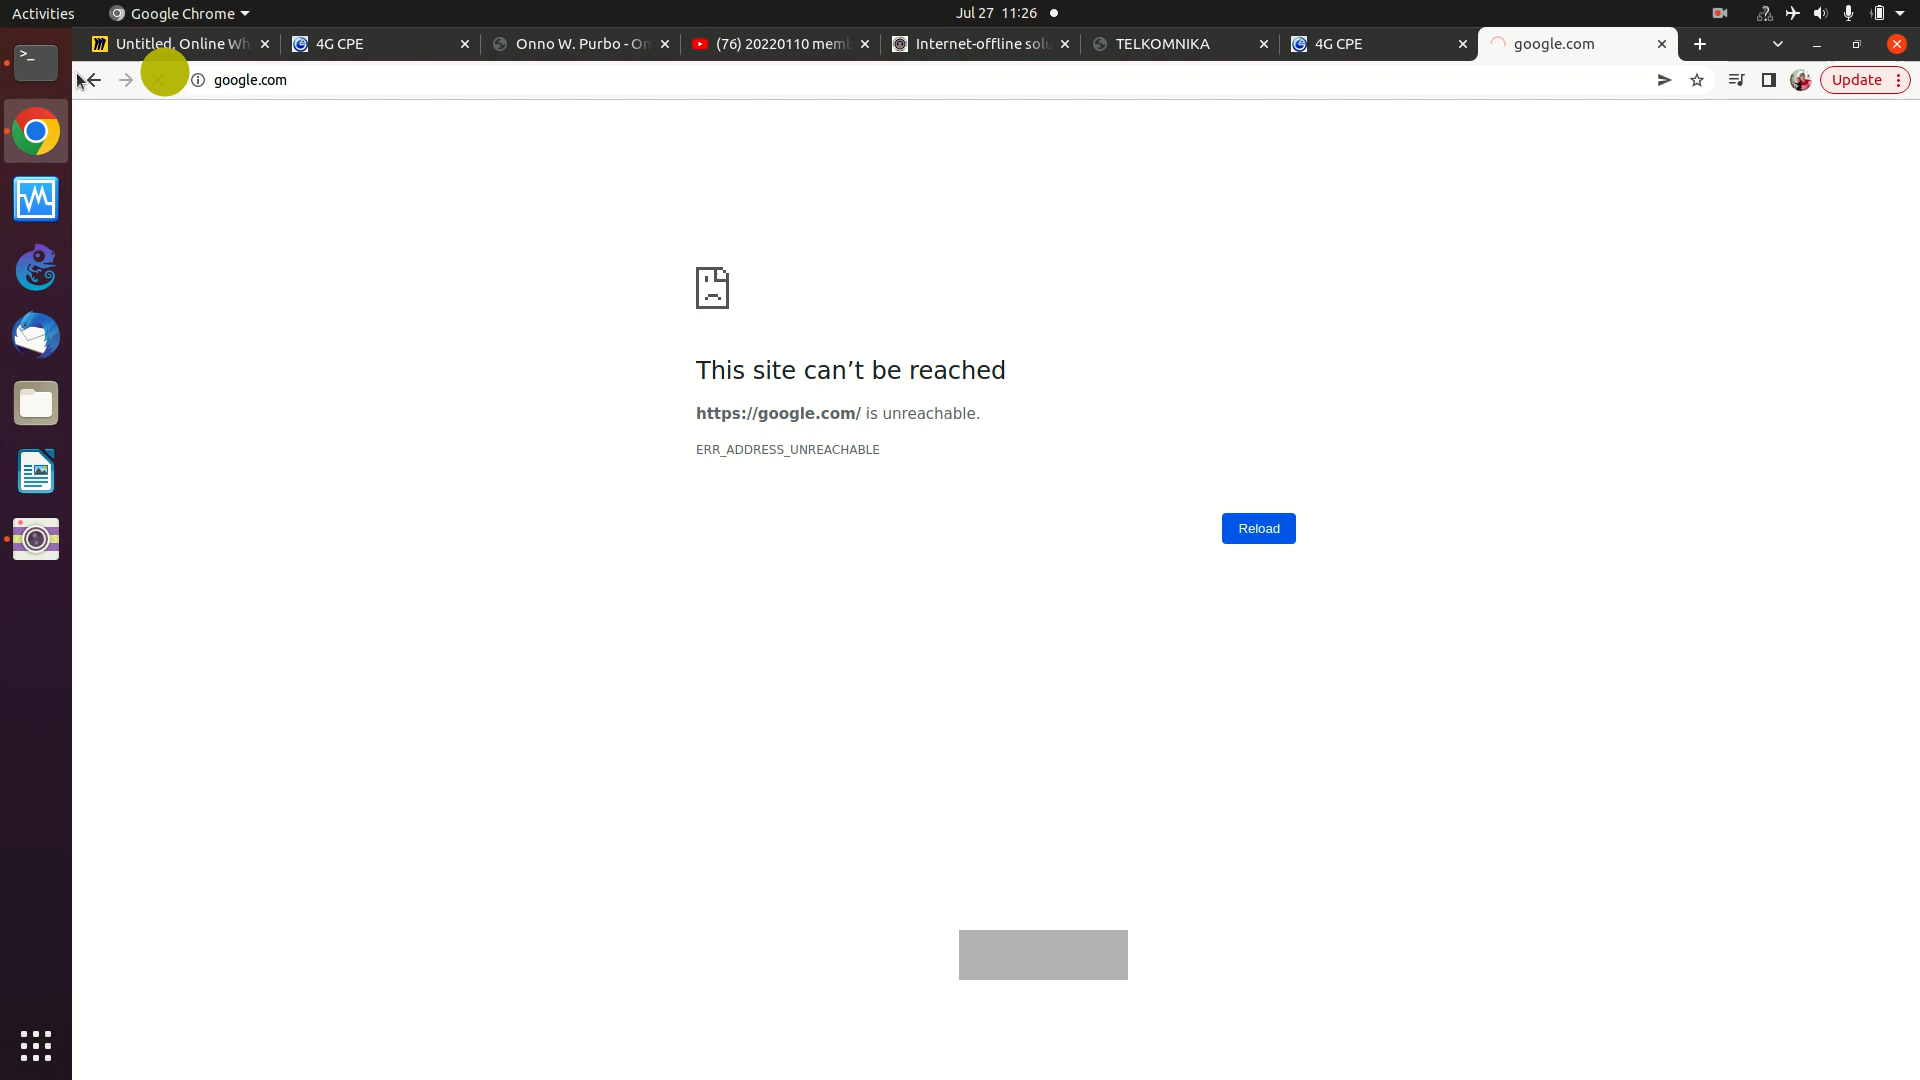 Activities
Google Chrome
Jul 27 11:26
Untitled, Online Wh
4G CPE
Onno W. Purbo - On
(76) 20220110 memb
Internet-offline solu
TELKOMNIKA
4G CPE
google.com
google.com
Update
This site can’t be reached
https://google.com/ is unreachable.
ERR_ADDRESS_UNREACHABLE
Reload